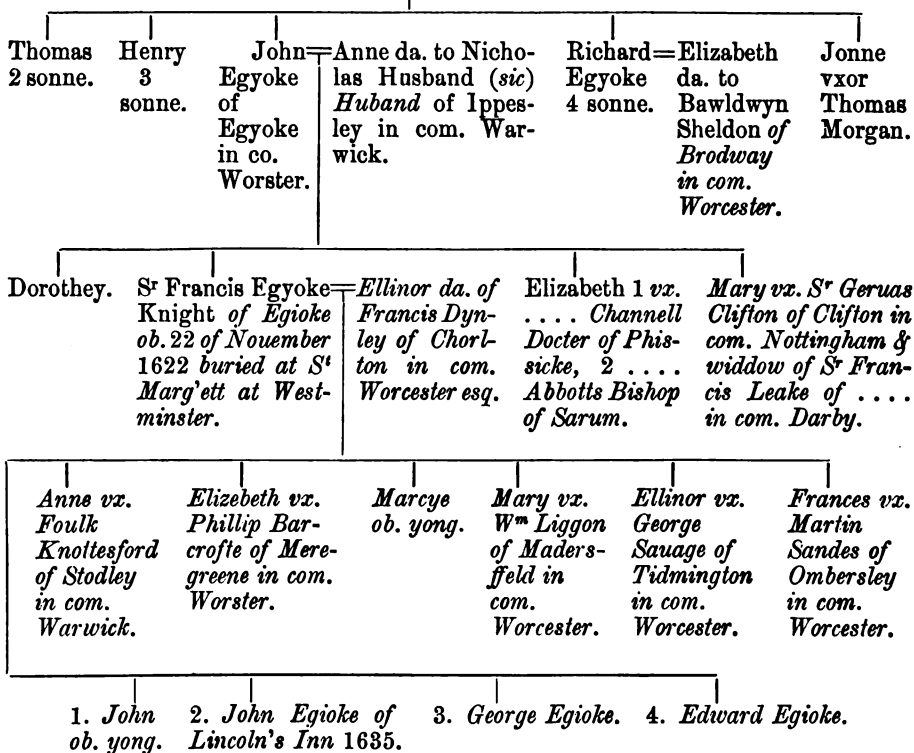 Thomas
2 sonne.
Henry
3
sonne.
John=
Egyoke
of
Egyoke
in co.
Worster.
Anne da. to Nicho-
las Husband (sic)
Huband of Ippes-
ley in com. War-
wick.
Richard=
Egyoke
4 sonne.
Elizabeth
da. to
Bawldwyn
Sheldon of
Brodway
in com.
Worcester.
Jonne
vxor
Thomas
Morgan.
Dorothey.
Sr Francis Egyoke=
Knight of Egioke
ob. 22 of Nouember
1622 buried at St
Marg'ett at West-
minster.
Ellinor da. of
Francis Dyn-
ley of Chorl-
ton in com.
Worcester esq.
Elizabeth 1 vx.
. . . . Channell
Docter of Phis-
sicke, 2 . . . .
Abbotts Bishop
of Sarum.
Mary vx. Sr Geruas
Clifton of Clifton in
com. Nottingham &
widdow of Sr Fran-
cis Leake of . . . .
in com. Darby.
Anne vx.
Foulk
Knottesford
of Stodley
in com.
Warwick.
Elizebeth vx.
Phillip Bar-
crofte of Mere-
greene in com.
Worster.
Marcye
ob. yong.
Mary vx.
Wm Liggon
of Maders-
ffeld in
com.
Worcester.
Ellinor vx.
George
Sauage of
Tidmington
in com.
Worcester.
Frances vx.
Martin
Sandes of
Ombersley
in com.
Worcester.
1. John
ob. yong.
2. John Egioke of
Lincoln's Inn 1635.
3. George Egioke.
4. Edward Egioke.